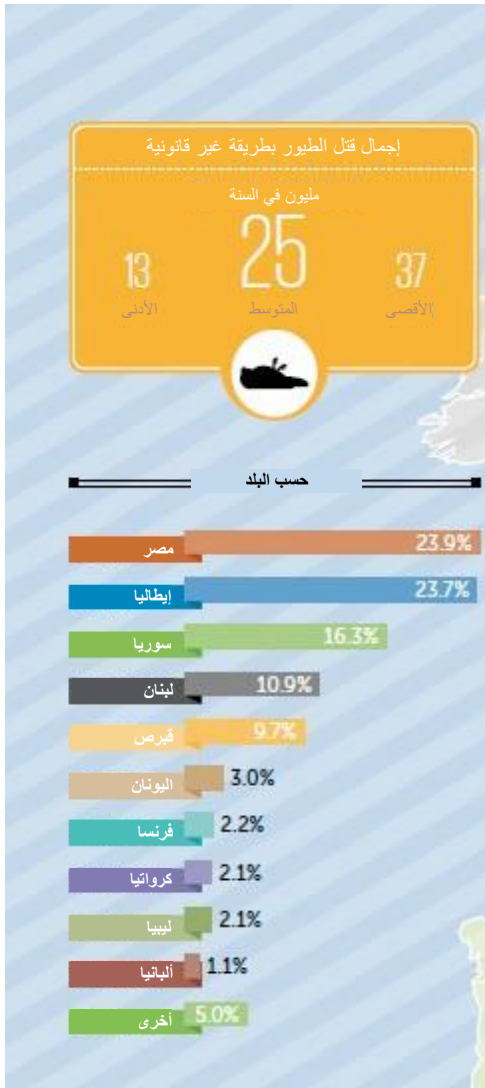 إجمال قتل الطيور بطريقة غير قانونية
مليون في السنة
37 25 13
الأقصى المتوسط الأدنى
حسب البلد
مصر 23.9%
إيطاليا 23.7%
سوريا 16.3%
لبنان 10.9%
قبرص 9.7%
اليونان 3.0%
فرنسا 2.2%
كرواتيا 2.1%
ليبيا 2.1%
ألبانيا 1.1%
أخرى 5.0%